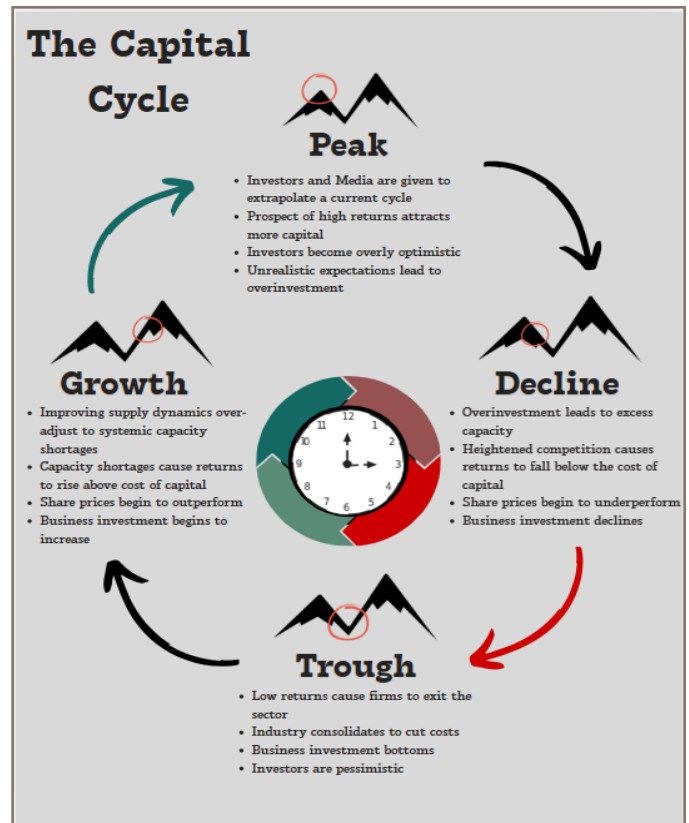 The Capital
Cycle
Peak
• Investors and Media are given to
extrapolate a current cycle
• Prospect of high returns attracts
more capital
• Investors become overly optimistic
• Unrealistic expectations lead to
overinvestment
Growth
• Improving supply dynamics over-
adjust to systemic capacity
shortages
• Capacity shortages cause returns
to rise above cost of capital
• Share prices begin to outperform
• Business investment begins to
increase
Decline
• Overinvestment leads to excess
capacity
• Heightened competition causes
returns to fall below the cost of
capital
• Share prices begin to underperform
• Business investment declines
12
1
2
3
4
5
6
7
8
9
10
11
Trough
• Low returns cause firms to exit the
sector
• Industry consolidates to cut costs
• Business investment bottoms
• Investors are pessimistic